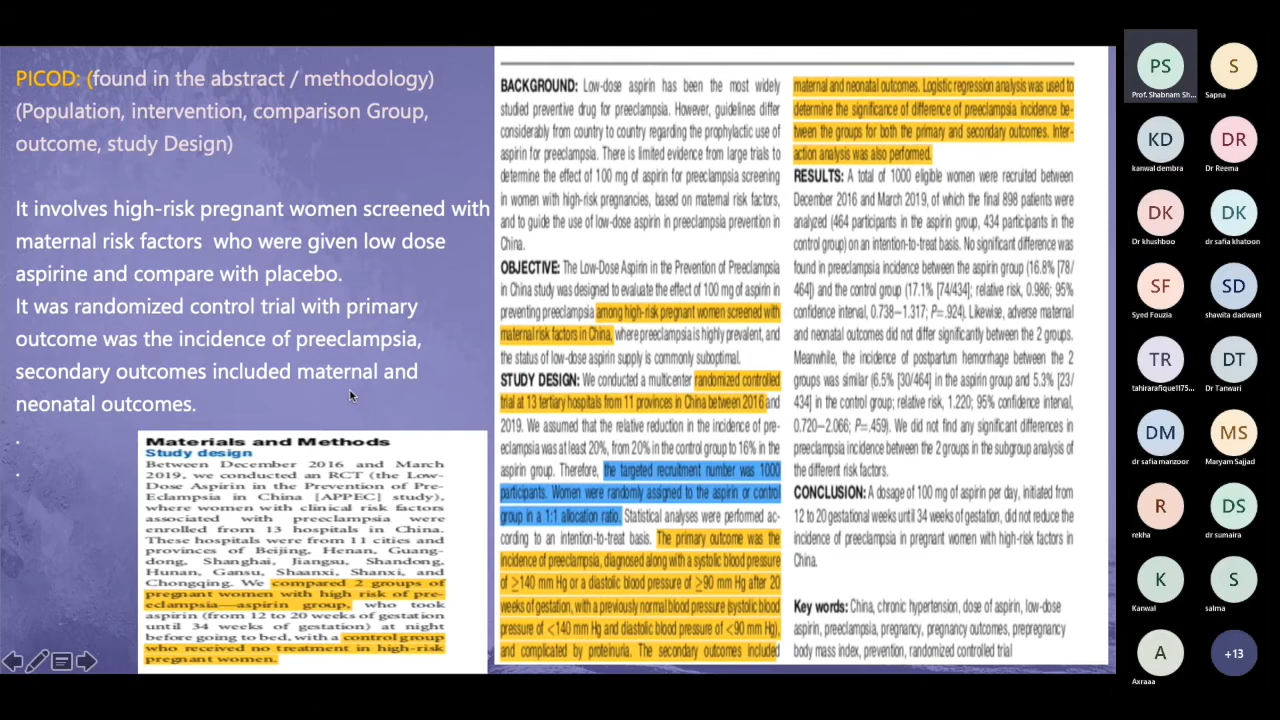 PICOD: (found in the abstract / methodology)
(Population, intervention, comparison Group,
outcome, study Design)
It involves high-risk pregnant women screened with
maternal risk factors who were given low dose
aspirine and compare with placebo.
It was randomized control trial with primary
outcome was the incidence of preeclampsia,
secondary outcomes included maternal and
neonatal outcomes.
.
.
Materials and Methods
Study design
Between December 2016 and March
2019, we conducted an RCT (the Low-
Dose Aspirin in the Prevention of Pre-
Eclampsia in China [APPEC] study),
where women with clinical risk factors
associated with preeclampsia were
enrolled from 13 hospitals in China.
These hospitals were from 11 cities and
provinces of Beijing, Henan, Guang-
dong, Shanghai, Jiangsu, Shandong,
Hunan, Gansu, Shaanxi, Shanxi, and
Chongqing. We compared 2 groups of
pregnant women with high risk of pre-
eclampsia—aspirin group, who took
aspirin (from 12 to 20 weeks of gestation
until 34 weeks of gestation) at night
before going to bed, with a control group
who received no treatment in high-risk
pregnant women.
BACKGROUND: Low-dose aspirin has been the most widely
studied preventive drug for preeclampsia. However, guidelines differ
considerably from country to country regarding the prophylactic use of
aspirin for preeclampsia. There is limited evidence from large trials to
determine the effect of 100 mg of aspirin for preeclampsia screening
in women with high-risk pregnancies, based on maternal risk factors,
and to guide the use of low-dose aspirin in preeclampsia prevention in
China.
OBJECTIVE: The Low-Dose Aspirin in the Prevention of Preeclampsia
in China study was designed to evaluate the effect of 100 mg of aspirin in
preventing preeclampsia among high-risk pregnant women screened with
maternal risk factors in China, where preeclampsia is highly prevalent, and
the status of low-dose aspirin supply is commonly suboptimal.
STUDY DESIGN: We conducted a multicenter randomized controlled
trial at 13 tertiary hospitals from 11 provinces in China between 2016 and
2019. We assumed that the relative reduction in the incidence of pre-
eclampsia was at least 20%, from 20% in the control group to 16% in the
aspirin group. Therefore, the targeted recruitment number was 1000
participants. Women were randomly assigned to the aspirin or control
group in a 1:1 allocation ratio. Statistical analyses were performed ac-
cording to an intention-to-treat basis. The primary outcome was the
incidence of preeclampsia, diagnosed along with a systolic blood pressure
of ≥140 mm Hg or a diastolic blood pressure of ≥90 mm Hg after 20
weeks of gestation, with a previously normal blood pressure (systolic blood
pressure of <140 mm Hg and diastolic blood pressure of <90 mm Hg),
and complicated by proteinuria. The secondary outcomes included
maternal and neonatal outcomes. Logistic regression analysis was used to
determine the significance of difference of preeclampsia incidence be-
tween the groups for both the primary and secondary outcomes. Inter-
action analysis was also performed.
RESULTS: A total of 1000 eligible women were recruited between
December 2016 and March 2019, of which the final 898 patients were
analyzed (464 participants in the aspirin group, 434 participants in the
control group) on an intention-to-treat basis. No significant difference was
found in preeclampsia incidence between the aspirin group (16.8% [78/
464]) and the control group (17.1% [74/434]; relative risk, 0.986; 95%
confidence interval, 0.738–1.317; P=.924). Likewise, adverse maternal
and neonatal outcomes did not differ significantly between the 2 groups.
Meanwhile, the incidence of postpartum hemorrhage between the 2
groups was similar (6.5% [30/464] in the aspirin group and 5.3% [23/
434] in the control group; relative risk, 1.220; 95% confidence interval,
0.720–2.066; P=.459). We did not find any significant differences in
preeclampsia incidence between the 2 groups in the subgroup analysis of
the different risk factors.
CONCLUSION: A dosage of 100 mg of aspirin per day, initiated from
12 to 20 gestational weeks until 34 weeks of gestation, did not reduce the
incidence of preeclampsia in pregnant women with high-risk factors in
China.
Key words: China, chronic hypertension, dose of aspirin, low-dose
aspirin, preeclampsia, pregnancy, pregnancy outcomes, prepregnancy
body mass index, prevention, randomized controlled trial
PS
Prof. Shabnam Sh...
S
Sapna
KD
kanwal dembra
DR
Dr Reema
DK
Dr khushboo
DK
dr safia khatoon
SF
Syed Fouzia
SD
shawita dadwani
TR
tahirarafique1175...
DT
Dr Tanwari
DM
dr safia manzoor
MS
Maryam Sajjad
R
rekha
DS
dr sumaira
K
Kanwal
S
salma
A
Axraaa
+13